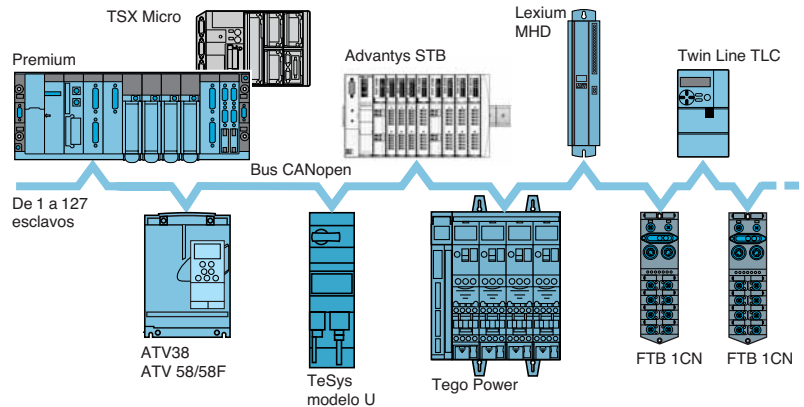 TSX Micro
Premium
Advantys STB
Lexium
MHD
Twin Line TLC
Bus CANopen
De 1 a 127
esclavos
ATV38
ATV 58/58F
TeSys
modelo U
Tego Power
FTB 1CN
FTB 1CN